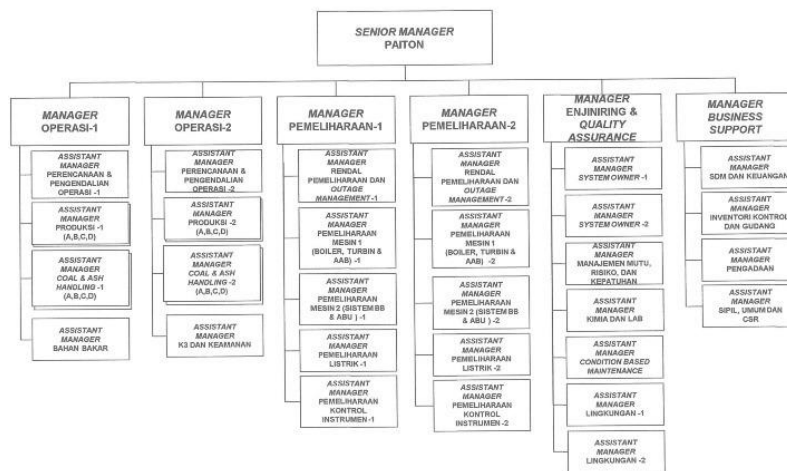 SENIOR MANAGER
PAITON
MANAGER
OPERASI-1
ASSISTANT
MANAGER
PERENCANAAN &
PENGENDALIAN
OPERASI -1
ASSISTANT
MANAGER
PRODUKSI -1
(A,B,C,D)
ASSISTANT
MANAGER
COAL & ASH
HANDLING -1
(A,B,C,D)
ASSISTANT
MANAGER
BAHAN BAKAR
MANAGER
OPERASI-2
ASSISTANT
MANAGER
PERENCANAAN &
PENGENDALIAN
OPERASI -2
ASSISTANT
MANAGER
PRODUKSI -2
(A,B,C,D)
ASSISTANT
MANAGER
COAL & ASH
HANDLING -2
(A,B,C,D)
ASSISTANT
MANAGER
K3 DAN KEAMANAN
MANAGER
PEMELIHARAAN-1
ASSISTANT
MANAGER
RENDAL
PEMELIHARAAN DAN
OUTAGE
MANAGEMENT -1
ASSISTANT
MANAGER
PEMELIHARAAN
MESIN 1
(BOILER, TURBIN &
AAB) -1
ASSISTANT
MANAGER
PEMELIHARAAN
MESIN 2 (SISTEM BB
& ABU ) -1
ASSISTANT
MANAGER
PEMELIHARAAN
LISTRIK -1
ASSISTANT
MANAGER
PEMELIHARAAN
KONTROL
INSTRUMEN -1
MANAGER
PEMELIHARAAN-2
ASSISTANT
MANAGER
RENDAL
PEMELIHARAAN DAN
OUTAGE
MANAGEMENT -2
ASSISTANT
MANAGER
PEMELIHARAAN
MESIN 1
(BOILER, TURBIN &
AAB) -2
ASSISTANT
MANAGER
PEMELIHARAAN
MESIN 2 (SISTEM BB
& ABU ) -2
ASSISTANT
MANAGER
PEMELIHARAAN
LISTRIK -2
ASSISTANT
MANAGER
PEMELIHARAAN
KONTROL
INSTRUMEN -2
MANAGER
ENJINIRING &
QUALITY
ASSURANCE
ASSISTANT
MANAGER
SYSTEM OWNER -1
ASSISTANT
MANAGER
SYSTEM OWNER -2
ASSISTANT
MANAGER
MANAJEMEN MUTU,
RISIKO, DAN
KEPATUHAN
ASSISTANT
MANAGER
KIMIA DAN LAB
ASSISTANT
MANAGER
CONDITION BASED
MAINTENANCE
ASSISTANT
MANAGER
LINGKUNGAN -1
ASSISTANT
MANAGER
LINGKUNGAN -2
MANAGER
BUSINESS
SUPPORT
ASSISTANT
MANAGER
SDM DAN KEUANGAN
ASSISTANT
MANAGER
INVENTORI KONTROL
DAN GUDANG
ASSISTANT
MANAGER
PENGADAAN
ASSISTANT
MANAGER
SIPIL, UMUM DAN
CSR